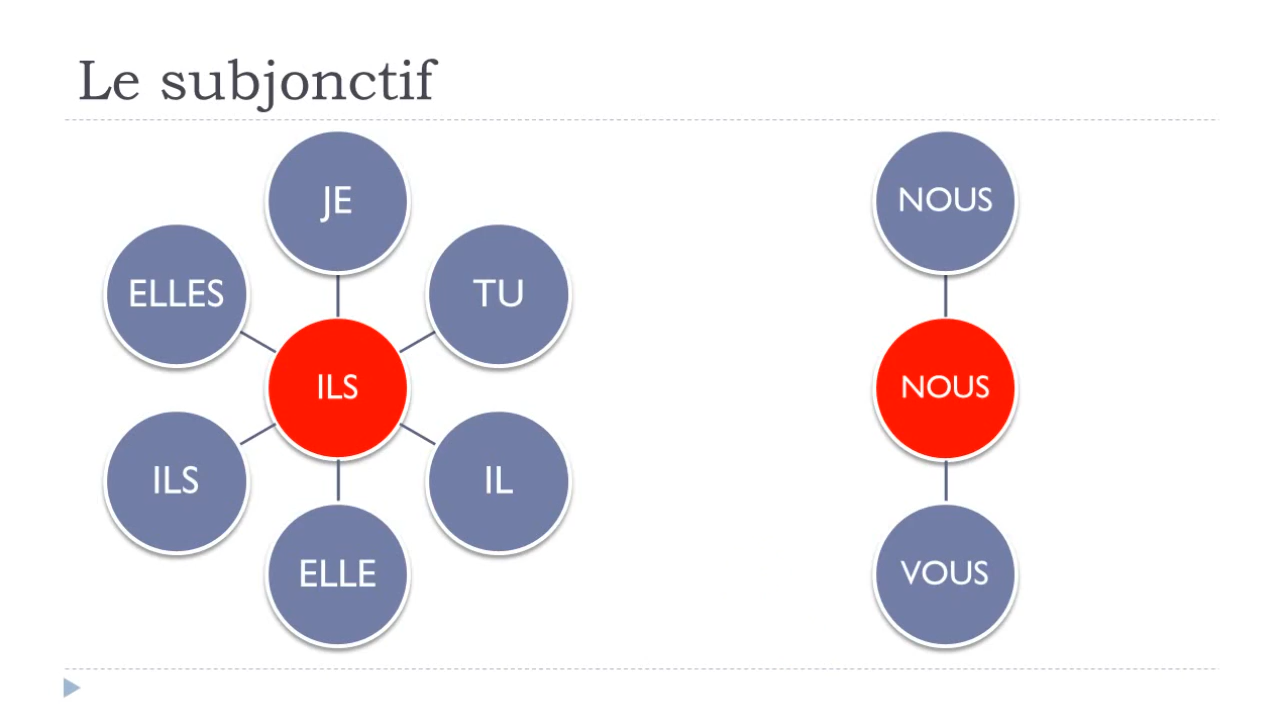 Le subjonctif
JE
ELLES
TU
ILS
ILS
IL
ELLE
NOUS
NOUS
VOUS